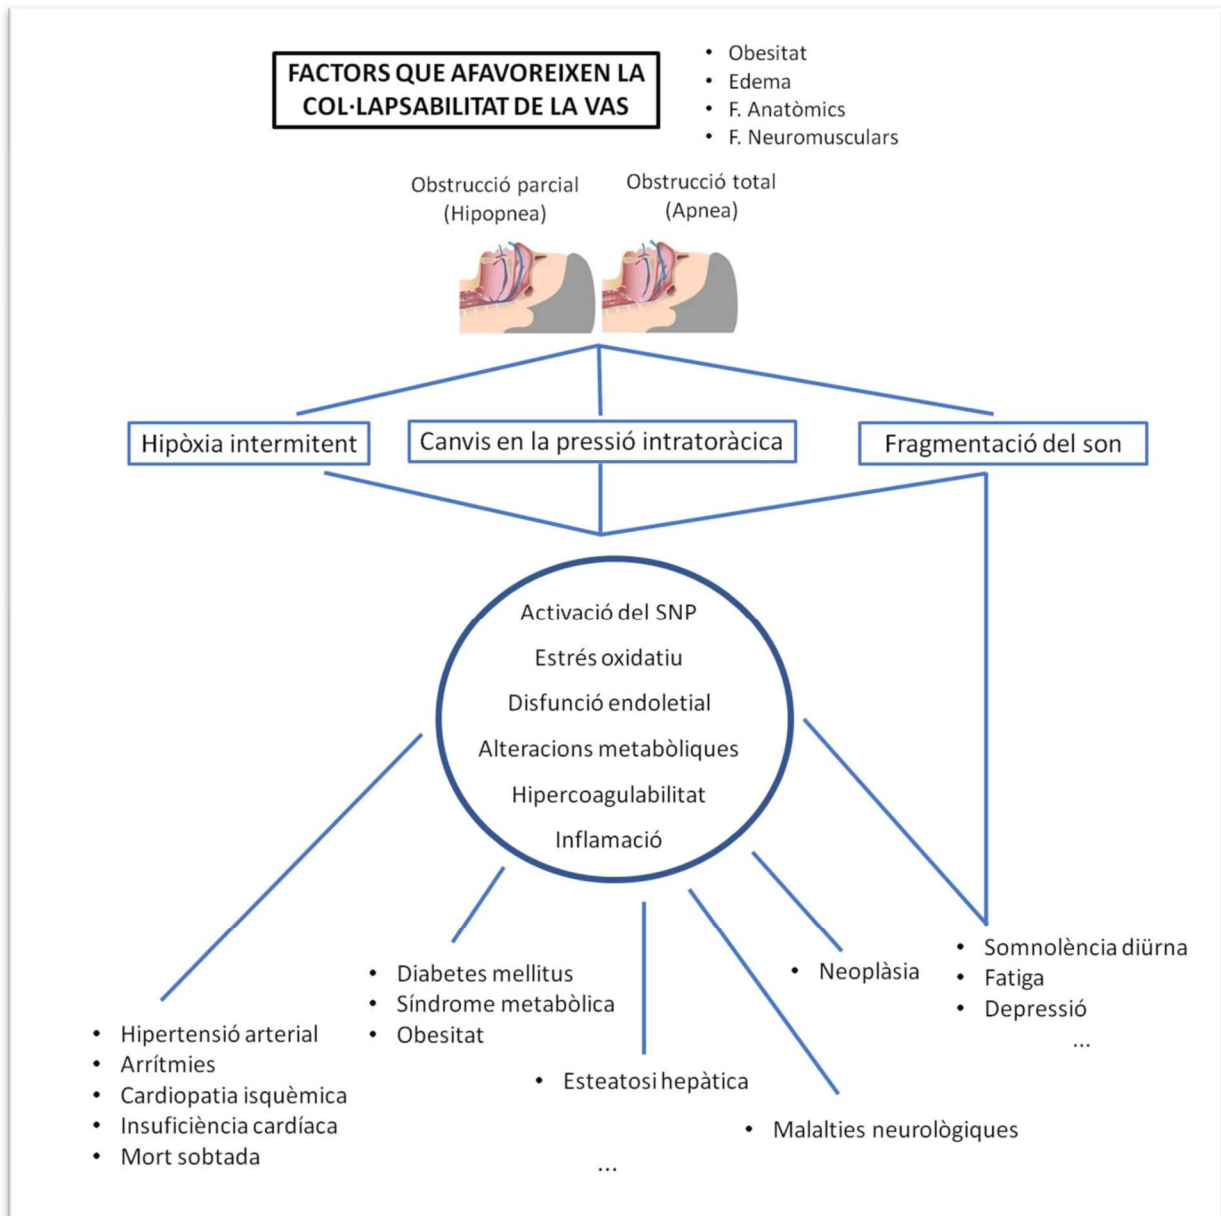 FACTORS QUE AFAVOREIXEN LA
COL·LAPSABILITAT DE LA VAS
• Obesitat
• Edema
• F. Anatòmics
• F. Neuromusculars
Obstrucció parcial
(Hipopnea)
Obstrucció total
(Apnea)
Hipòxia intermitent
Canvis en la pressió intratoràcica
Fragmentació del son
Activació del SNP
Estrés oxidatiu
Disfunció endoletial
Alteracions metabòliques
Hipercoagulabilitat
Inflamació
• Hipertensió arterial
• Arrítmies
• Cardiopatia isquèmica
• Insuficiència cardíaca
• Mort sobtada
• Diabetes mellitus
• Síndrome metabòlica
• Obesitat
• Esteatosi hepàtica
...
• Malalties neurològiques
• Neoplàsia
• Somnolència diürna
• Fatiga
• Depressió
...